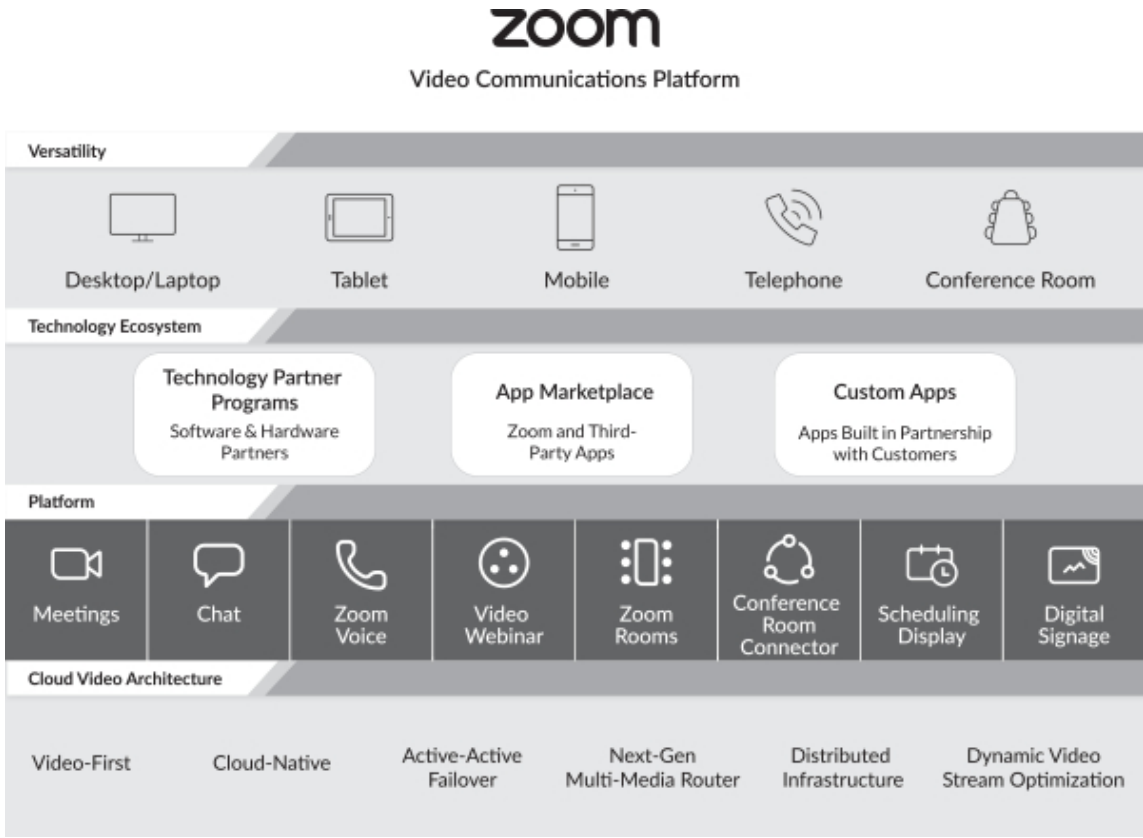 zoom
Video Communications Platform
Versatility
Desktop/Laptop
Tablet
Mobile
Telephone
Conference Room
Technology Ecosystem
Technology Partner
Programs
Software & Hardware
Partners
App Marketplace
Zoom and Third-
Party Apps
Custom Apps
Apps Built in Partnership
with Customers
Platform
Meetings
Chat
Zoom
Voice
Video
Webinar
Zoom
Rooms
Conference
Room
Connector
Scheduling
Display
Digital
Signage
Cloud Video Architecture
Video-First
Cloud-Native
Active-Active
Failover
Next-Gen
Multi-Media Router
Distributed
Infrastructure
Dynamic Video
Stream Optimization